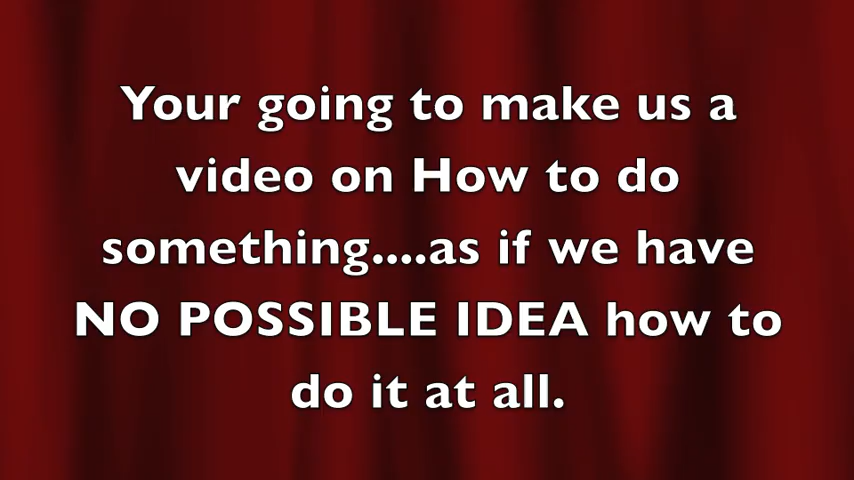 Your going to make us a
video on How to do
something....as if we have
NO POSSIBLE IDEA how to
do it at all.